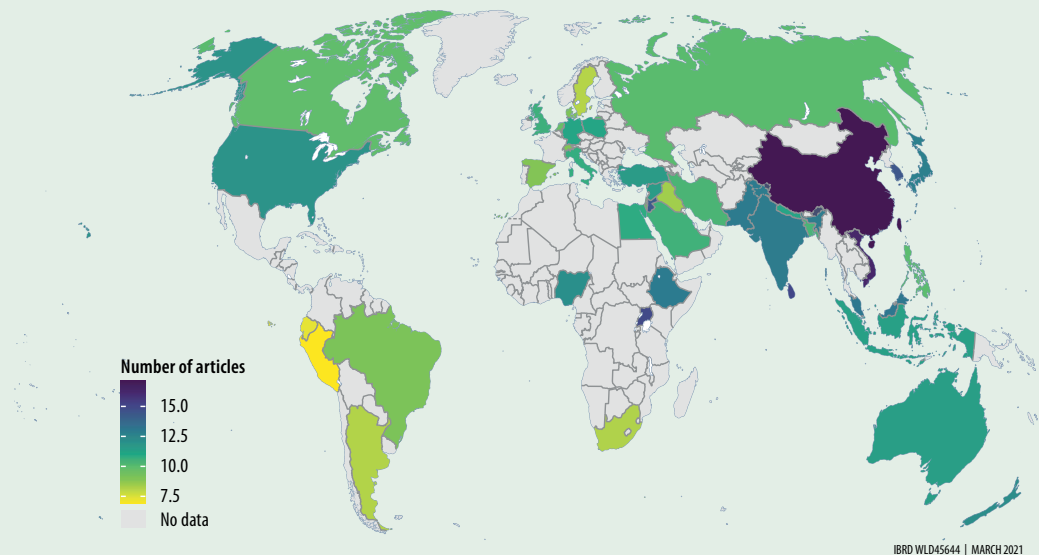 Number of articles
15.0
12.5
10.0
7.5
No data
IBRD WLD45644 | MARCH 2021